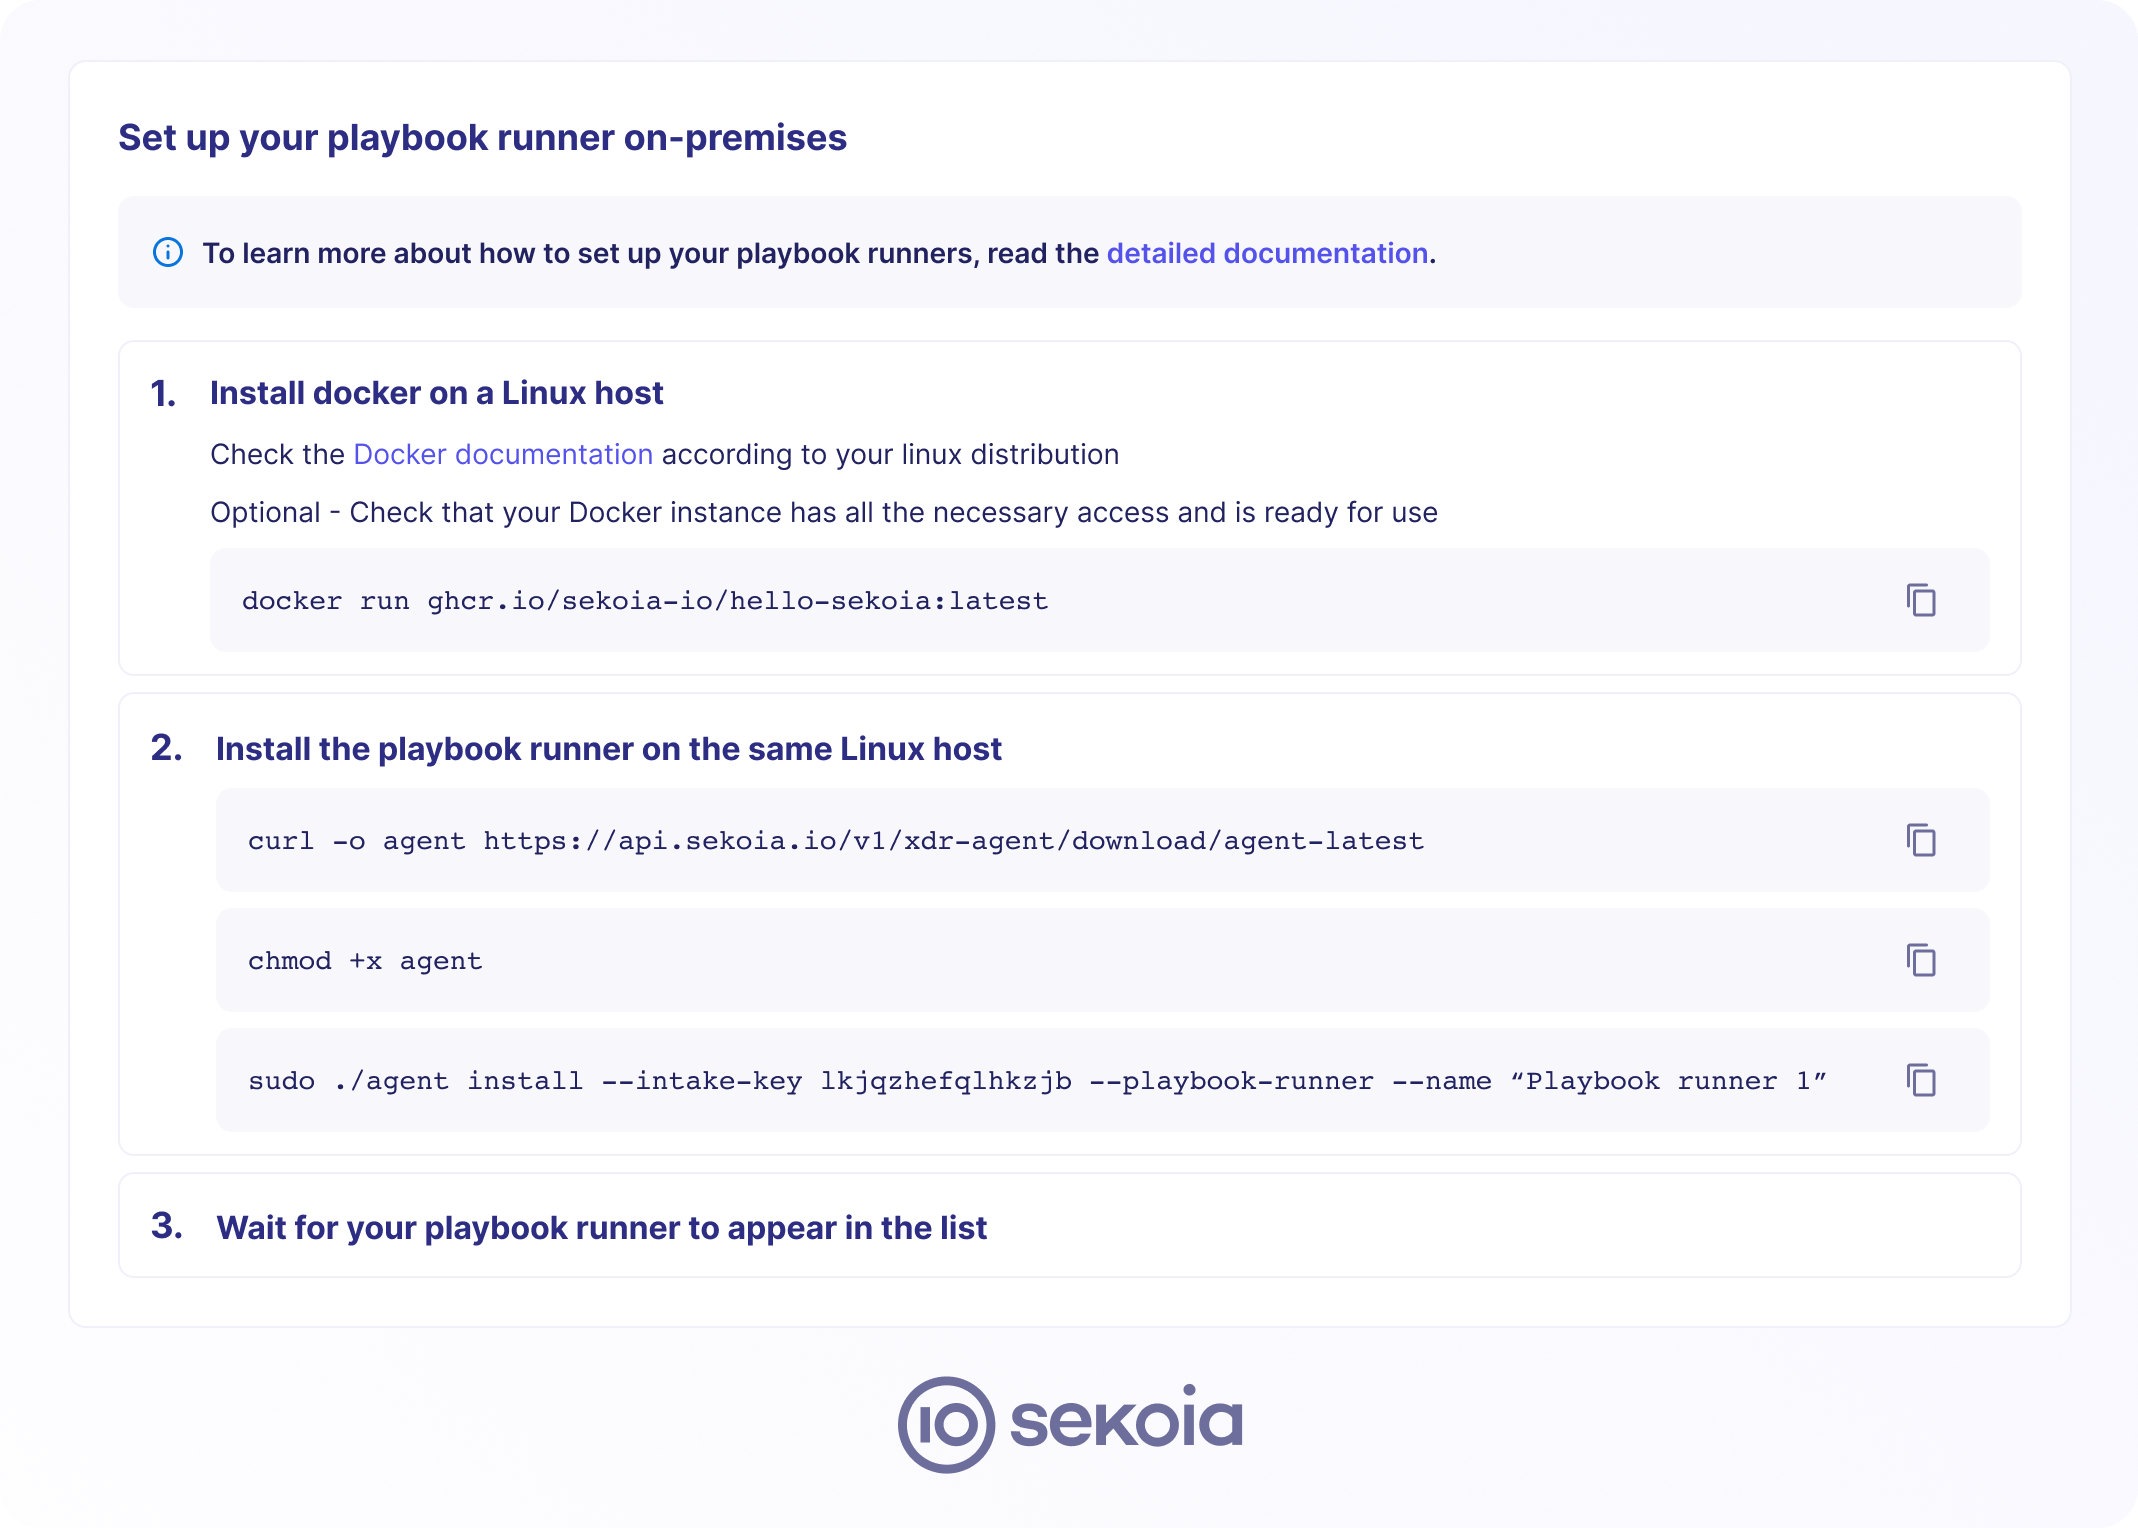 Set up your playbook runner on-premises
To learn more about how to set up your playbook runners, read the detailed documentation.
1. Install docker on a Linux host
Check the Docker documentation according to your linux distribution
Optional - Check that your Docker instance has all the necessary access and is ready for use
docker run ghcr.io/sekoia-io/hello-sekoia:latest
2. Install the playbook runner on the same Linux host
curl -o agent https://api.sekoia.io/v1/xdr-agent/download/agent-latest
chmod +x agent
sudo ./agent install --intake-key lkjqzhefqlhkzjb --playbook-runner --name “Playbook runner 1”
3. Wait for your playbook runner to appear in the list
IO sekoia